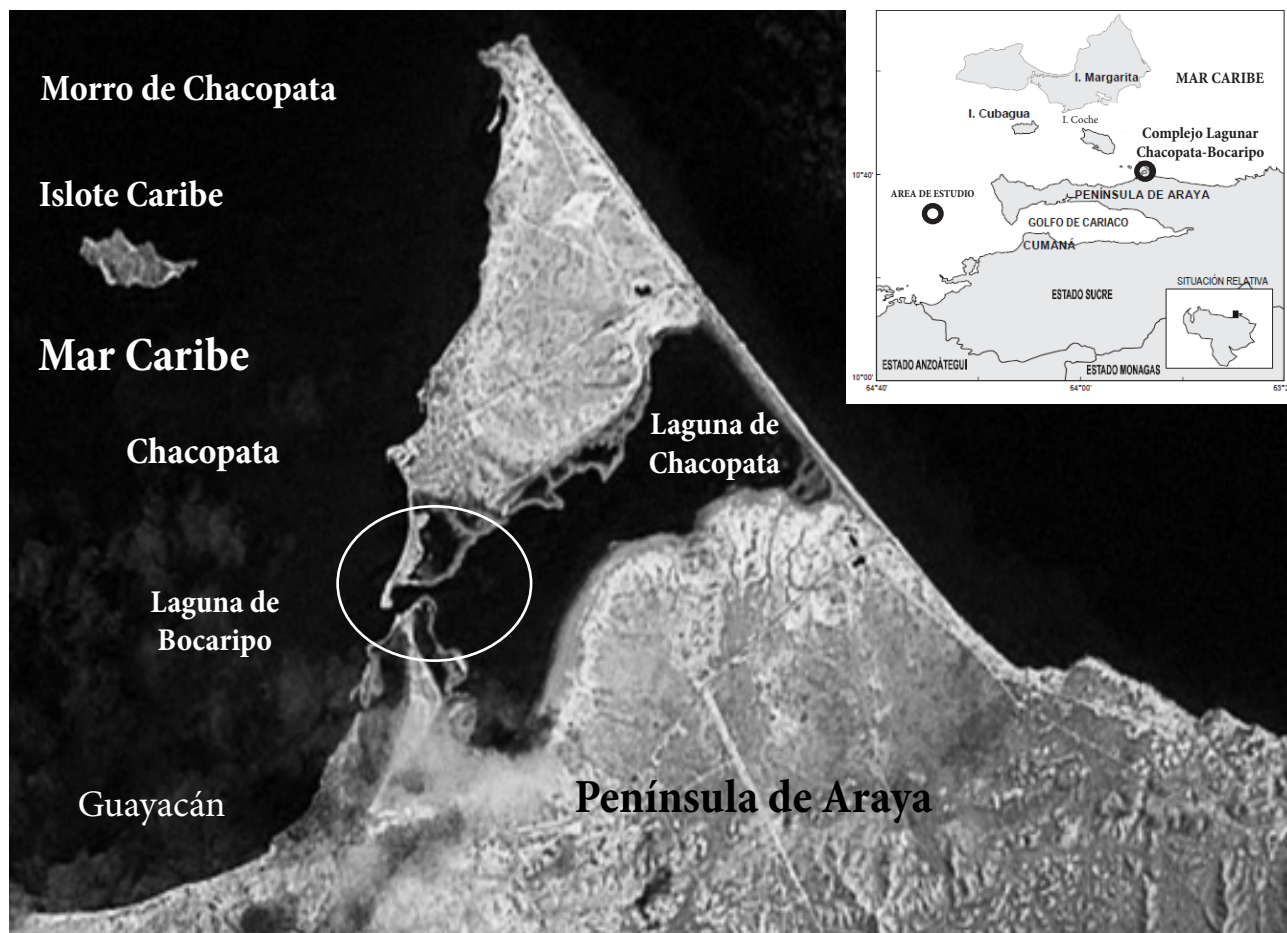 Morro de Chacopata
Islote Caribe
Mar Caribe
Chacopata
Laguna de
Chacopata
Laguna de
Bocaripo
Guayacán
Península de Araya
I. Margarita
MAR CARIBE
I. Cubagua
I. Coche
Complejo Lagunar
Chacopata-Bocaripo
10°40'
AREA DE ESTUDIO
PENÍNSULA DE ARAYA
GOLFO DE CARIACO
CUMANÁ
SITUACIÓN RELATIVA
ESTADO SUCRE
ESTADO ANZOÀTEGUI
ESTADO MONAGAS
10°00'
64°40'
64°00'